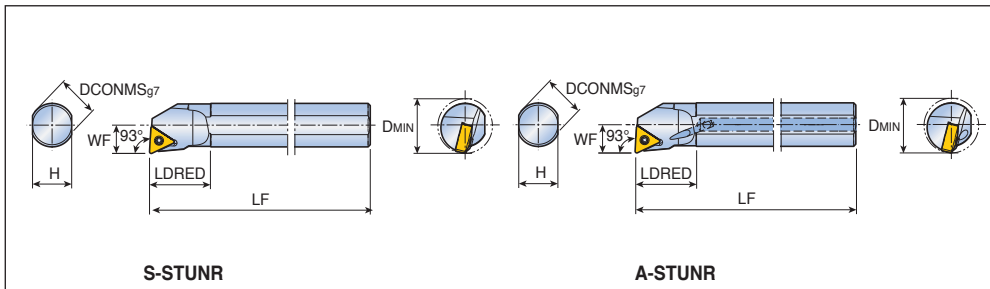 DCONMSg7
WF
93°
H
LDRED
LF
DMIN
S-STUNR
DCONMSg7
WF
93°
H
LDRED
LF
DMIN
A-STUNR